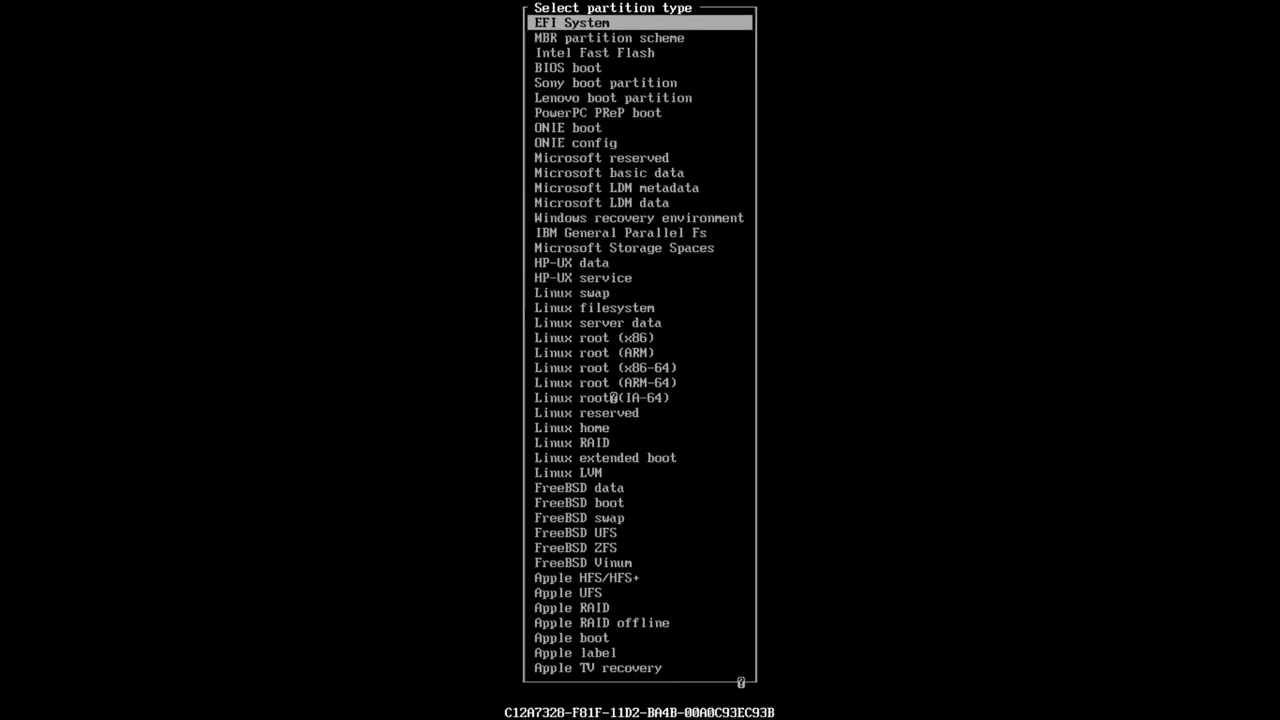 Select partition type
EFI System
MBR partition scheme
Intel Fast Flash
BIOS boot
Sony boot partition
Lenovo boot partition
PowerPC PReP boot
ONIE boot
ONIE config
Microsoft reserved
Microsoft basic data
Microsoft LDM metadata
Microsoft LDM data
Windows recovery environment
IBM General Parallel Fs
Microsoft Storage Spaces
HP-UX data
HP-UX service
Linux swap
Linux filesystem
Linux server data
Linux root (x86)
Linux root (ARM)
Linux root (x86-64)
Linux root (ARM-64)
Linux root?(IA-64)
Linux reserved
Linux home
Linux RAID
Linux extended boot
Linux LVM
FreeBSD data
FreeBSD boot
FreeBSD swap
FreeBSD UFS
FreeBSD ZFS
FreeBSD Vinum
Apple HFS/HFS+
Apple UFS
Apple RAID
Apple RAID offline
Apple boot
Apple label
Apple TV recovery
?
C12A7328-F81F-11D2-BA4B-00A0C93EC93B